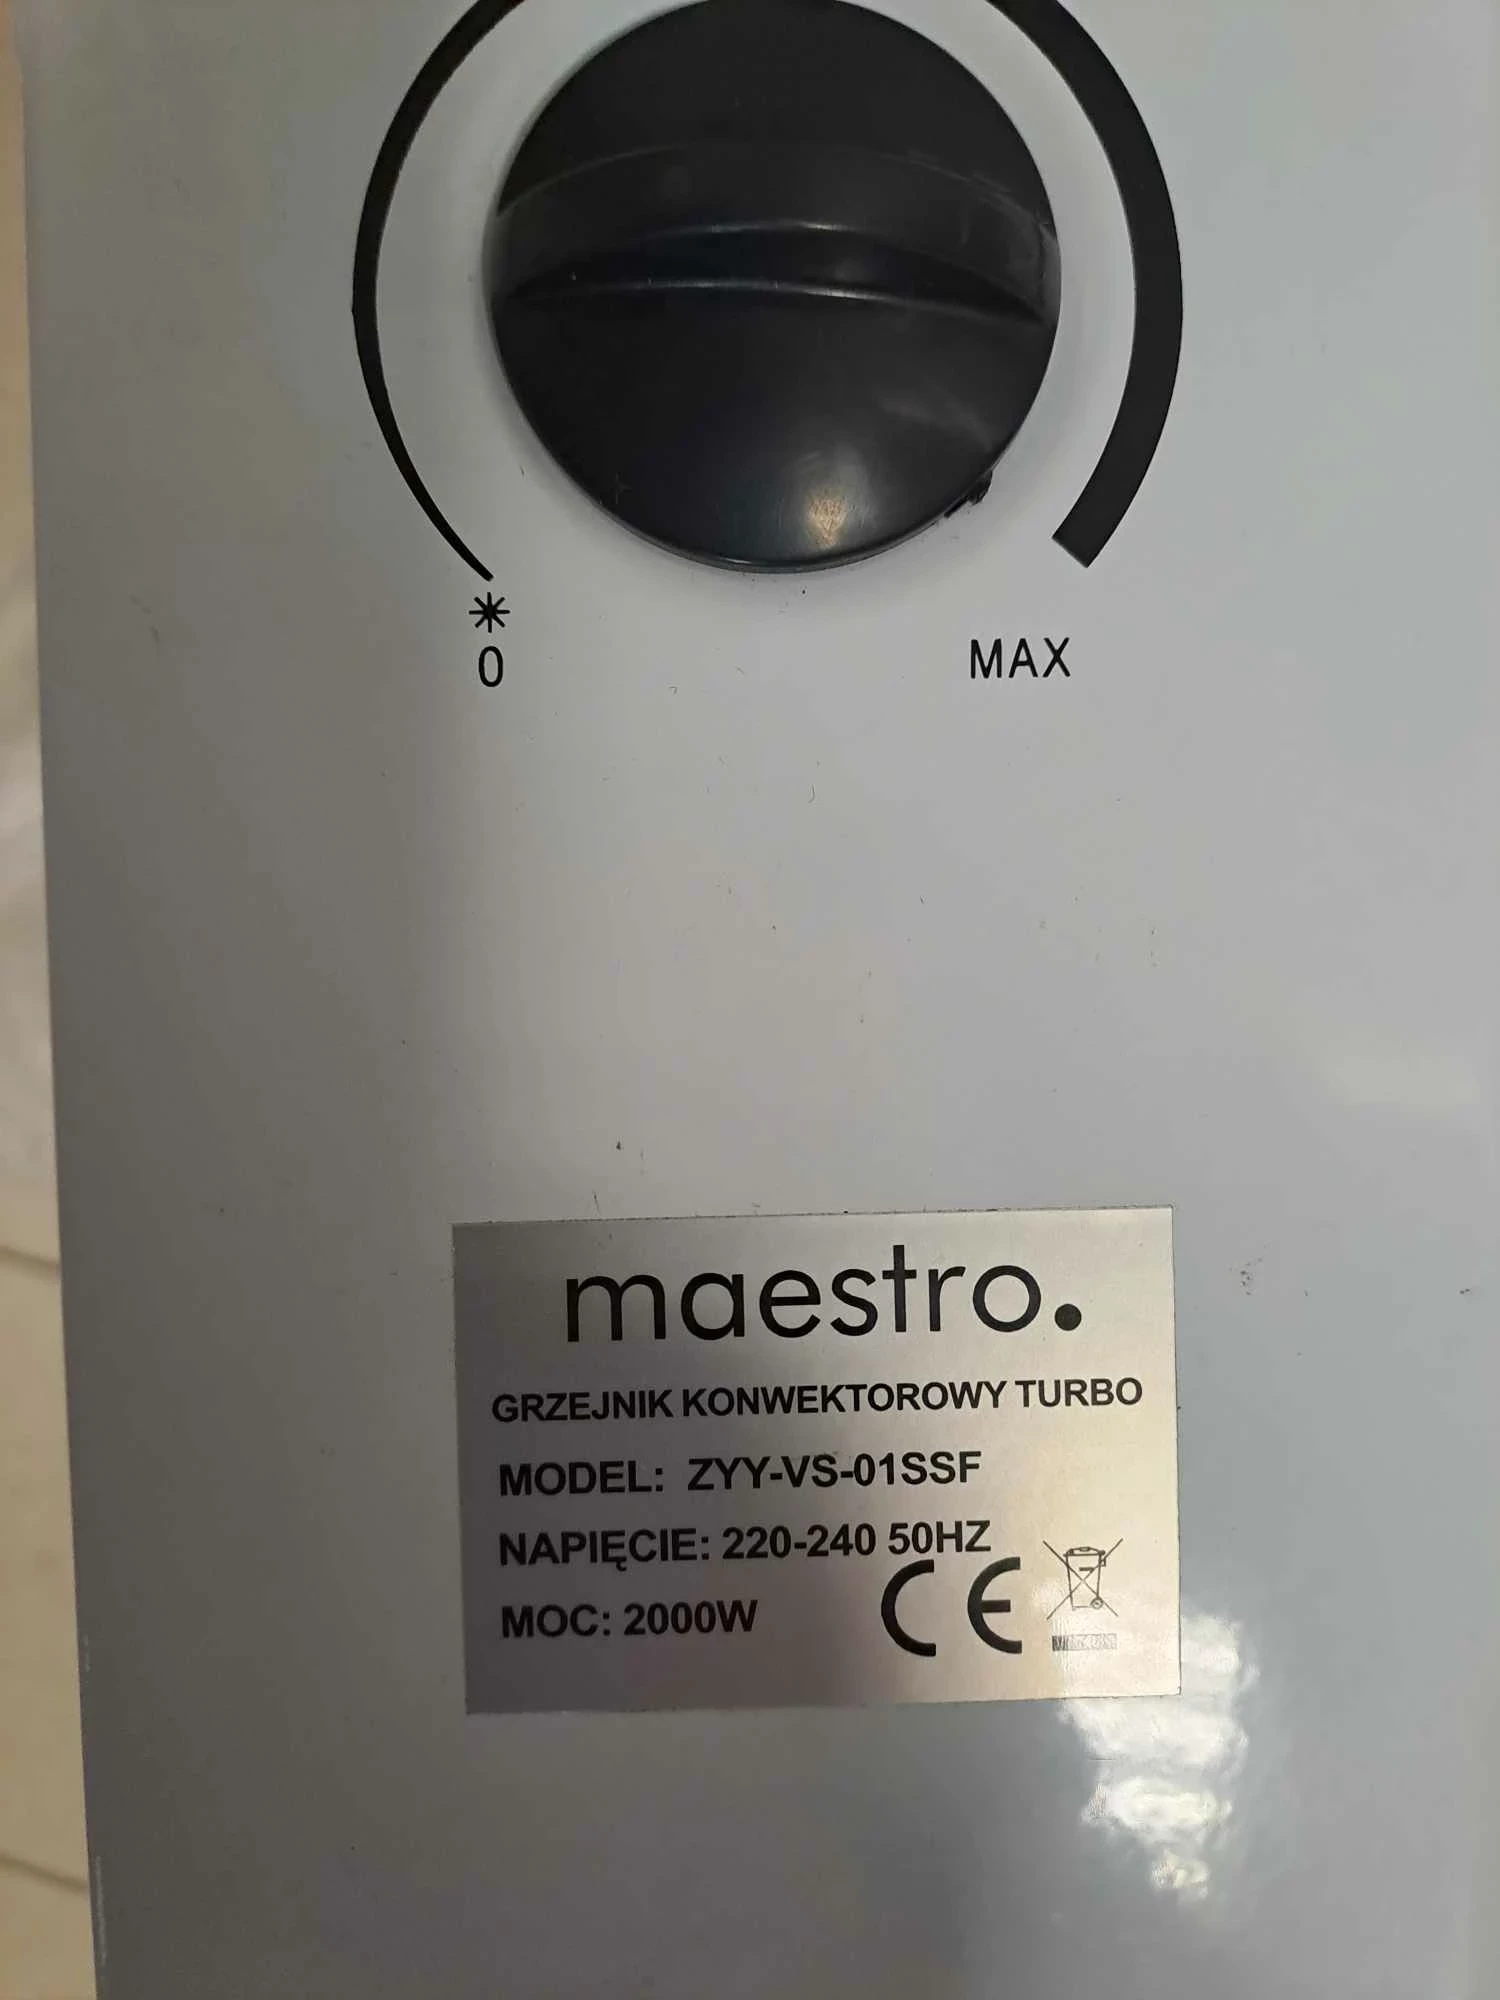 0
MAX
maestro.
GRZEJNIK KONWEKTOROWY TURBO
MODEL: ZYY-VS-01SSF
NAPIĘCIE: 220-240 50HZ
MOC: 2000W
CE